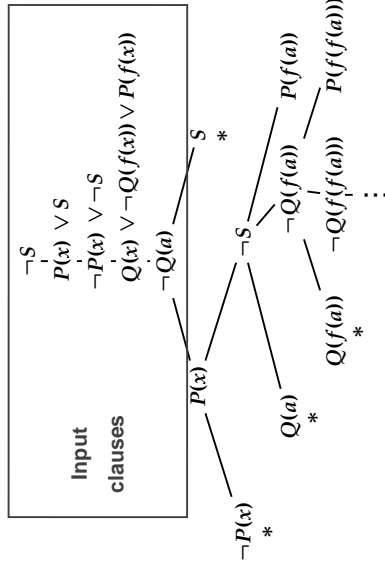 ¬S
P(x) ∨ S
Input
¬P(x) ∨ ¬S
clauses
Q(x) ∨ ¬Q(f(x)) ∨ P(f(x))
¬Q(a)
P(x) S
*
¬P(x) ¬S
*
Q(a) ¬Q(f(a)) P(f(a))
*
Q(f(a)) ¬Q(f(f(a))) P(f(f(a)))
*
⋮